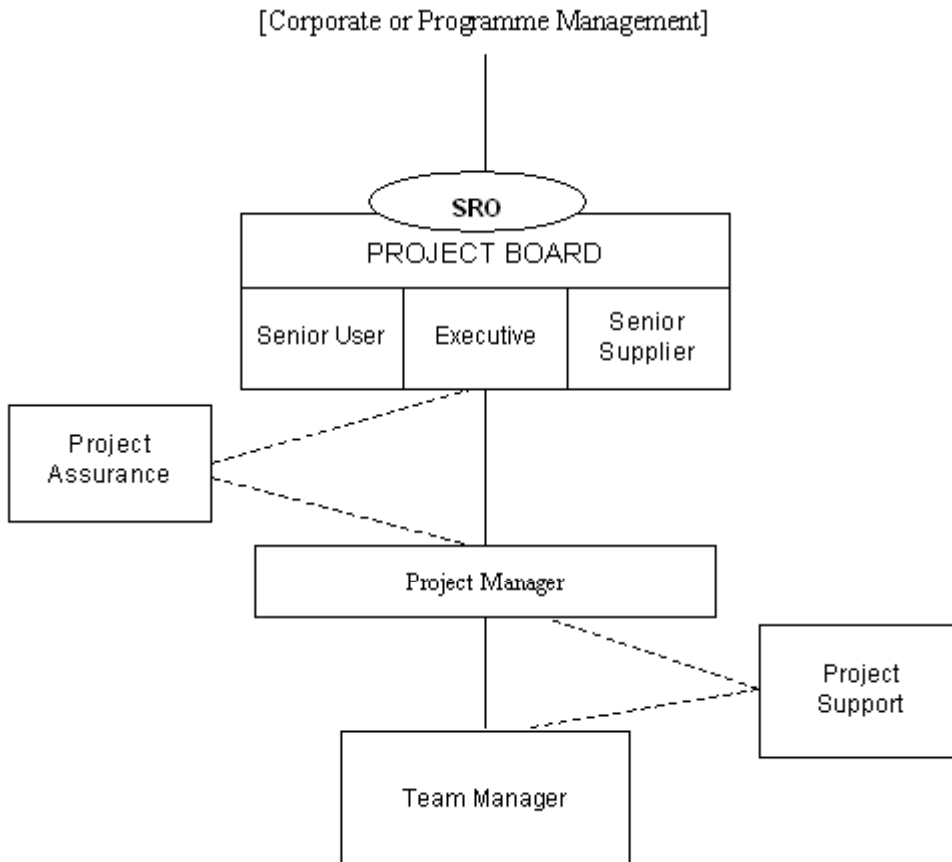 [Corporate or Programme Management]
SRO
PROJECT BOARD
Senior User
Executive
Senior
Supplier
Project
Assurance
Project Manager
Project
Support
Team Manager